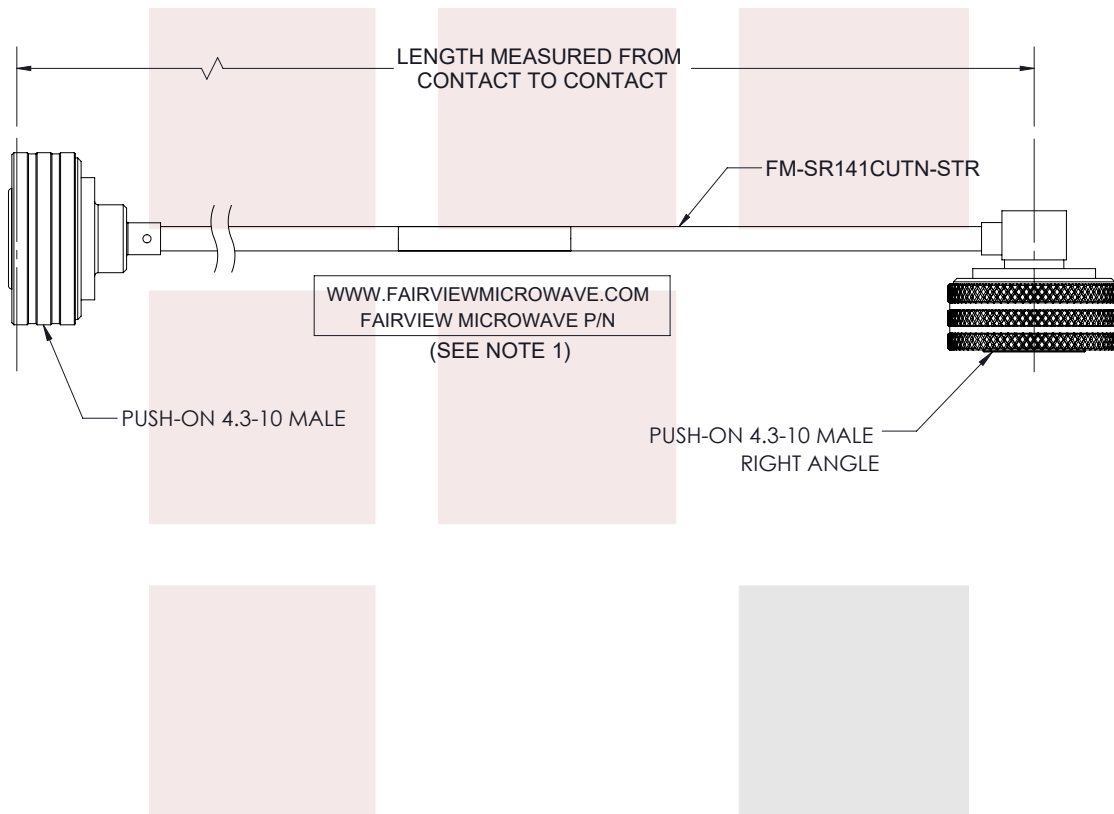 LENGTH MEASURED FROM
CONTACT TO CONTACT
FM-SR141CUTN-STR
WWW.FAIRVIEWMICROWAVE.COM
FAIRVIEW MICROWAVE P/N
(SEE NOTE 1)
PUSH-ON 4.3-10 MALE
PUSH-ON 4.3-10 MALE
RIGHT ANGLE